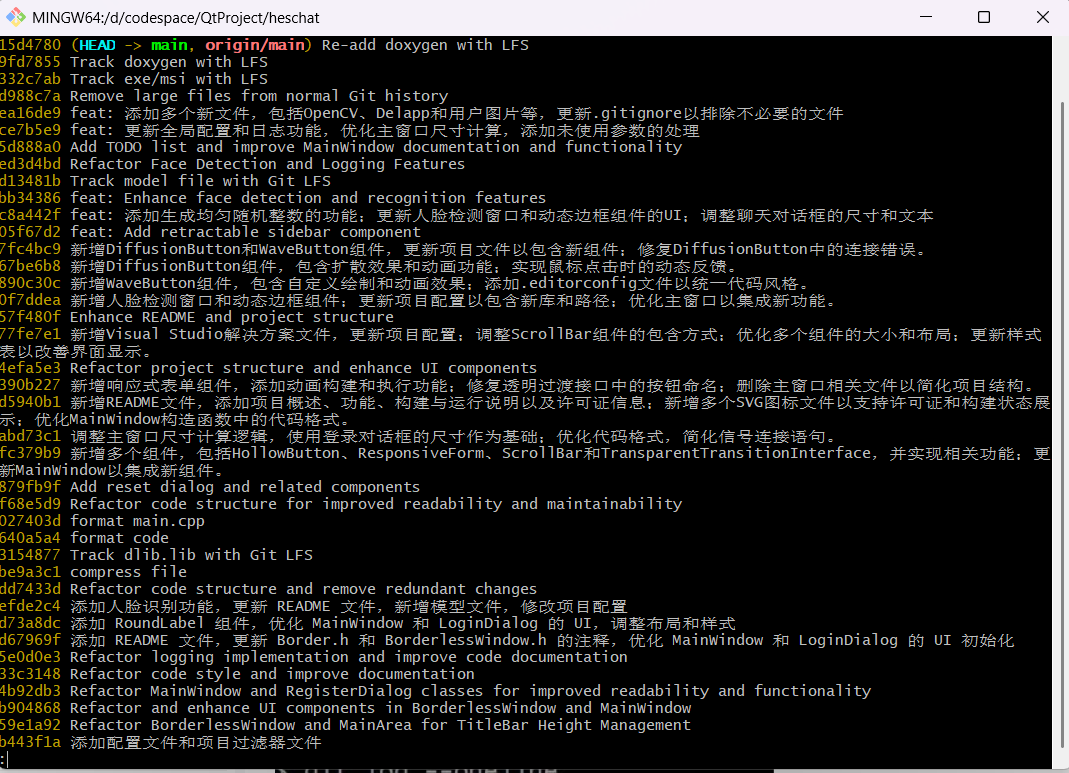 MINGW64:/d/codespace/QtProject/heschat
15d4780 (HEAD -> main, origin/main) Re-add doxygen with LFS
9fd7855 Track doxygen with LFS
332c7ab Track exe/msi with LFS
d988c7a Remove large files from normal Git history
ea16de9 feat: 添加多个新文件，包括OpenCV、Delapp和用户图片等，更新.gitignore以排除不必要的文件
ce7b5e9 feat: 更新全局配置和日志功能，优化主窗口尺寸计算，添加未使用参数的处理
5d888a0 Add TODO list and improve MainWindow documentation and functionality
ed3d4bd Refactor Face Detection and Logging Features
d13481b Track model file with Git LFS
bb34386 feat: Enhance face detection and recognition features
c8a442f feat: 添加生成均匀随机整数的功能；更新人脸检测窗口和动态边框组件的UI；调整聊天对话框的尺寸和文本
05f67d2 feat: Add retractable sidebar component
7fc4bc9 新增DiffusionButton和WaveButton组件，更新项目文件以包含新组件；修复DiffusionButton中的连接错误。
67be6b8 新增DiffusionButton组件，包含扩散效果和动画功能；实现鼠标点击时的动态反馈。
890c30c 新增WaveButton组件，包含自定义绘制和动画效果；添加.editorconfig文件以统一代码风格。
0f7ddea 新增人脸检测窗口和动态边框组件；更新项目配置以包含新库和路径；优化主窗口以集成新功能。
57f480f Enhance README and project structure
77fe7e1 新增Visual Studio解决方案文件，更新项目配置；调整ScrollBar组件的包含方式；优化多个组件的大小和布局；更新样式
表以改善界面显示。
4efa5e3 Refactor project structure and enhance UI components
390b227 新增响应式表单组件，添加动画构建和执行功能；修复透明过渡接口中的按钮命名；删除主窗口相关文件以简化项目结构。
d5940b1 新增README文件，添加项目概述、功能、构建与运行说明以及许可证信息；新增多个SVG图标文件以支持许可证和构建状态展
示；优化MainWindow构造函数中的代码格式。
abd73c1 调整主窗口尺寸计算逻辑，使用登录对话框的尺寸作为基础；优化代码格式，简化信号连接语句。
fc379b9 新增多个组件，包括HollowButton、ResponsiveForm、ScrollBar和TransparentTransitionInterface，并实现相关功能；更
新MainWindow以集成新组件。
879fb9f Add reset dialog and related components
f68e5d9 Refactor code structure for improved readability and maintainability
027403d format main.cpp
640a5a4 format code
3154877 Track dlib.lib with Git LFS
be9a3c1 compress file
dd7433d Refactor code structure and remove redundant changes
efde2c4 添加人脸识别功能，更新 README 文件，新增模型文件，修改项目配置
d73a8dc 添加 RoundLabel 组件，优化 MainWindow 和 LoginDialog 的 UI，调整布局和样式
d67969f 添加 README 文件，更新 Border.h 和 BorderlessWindow.h 的注释，优化 MainWindow 和 LoginDialog 的 UI 初始化
5e0d0e3 Refactor logging implementation and improve code documentation
33c3148 Refactor code style and improve documentation
4b92db3 Refactor MainWindow and RegisterDialog classes for improved readability and functionality
b904868 Refactor and enhance UI components in BorderlessWindow and MainWindow
59e1a92 Refactor BorderlessWindow and MainArea for TitleBar Height Management
b443f1a 添加配置文件和项目过滤器文件
: